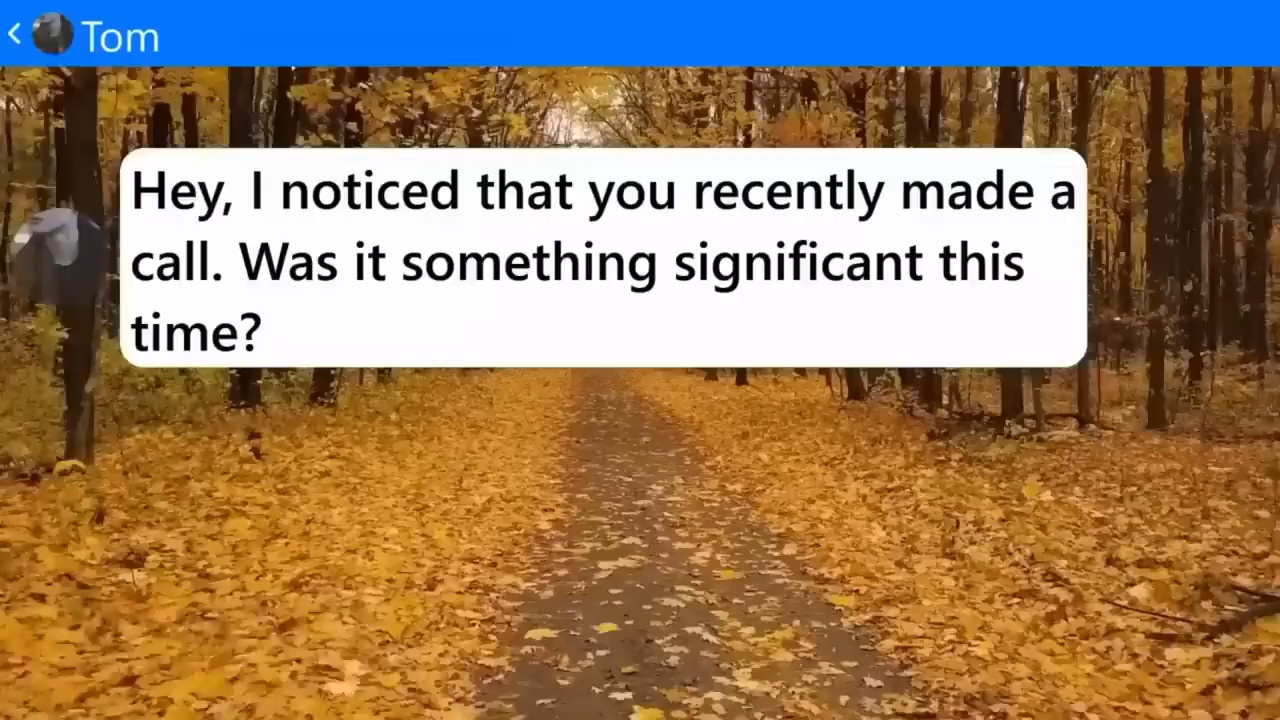 Tom
Hey, I noticed that you recently made a
call. Was it something significant this
time?